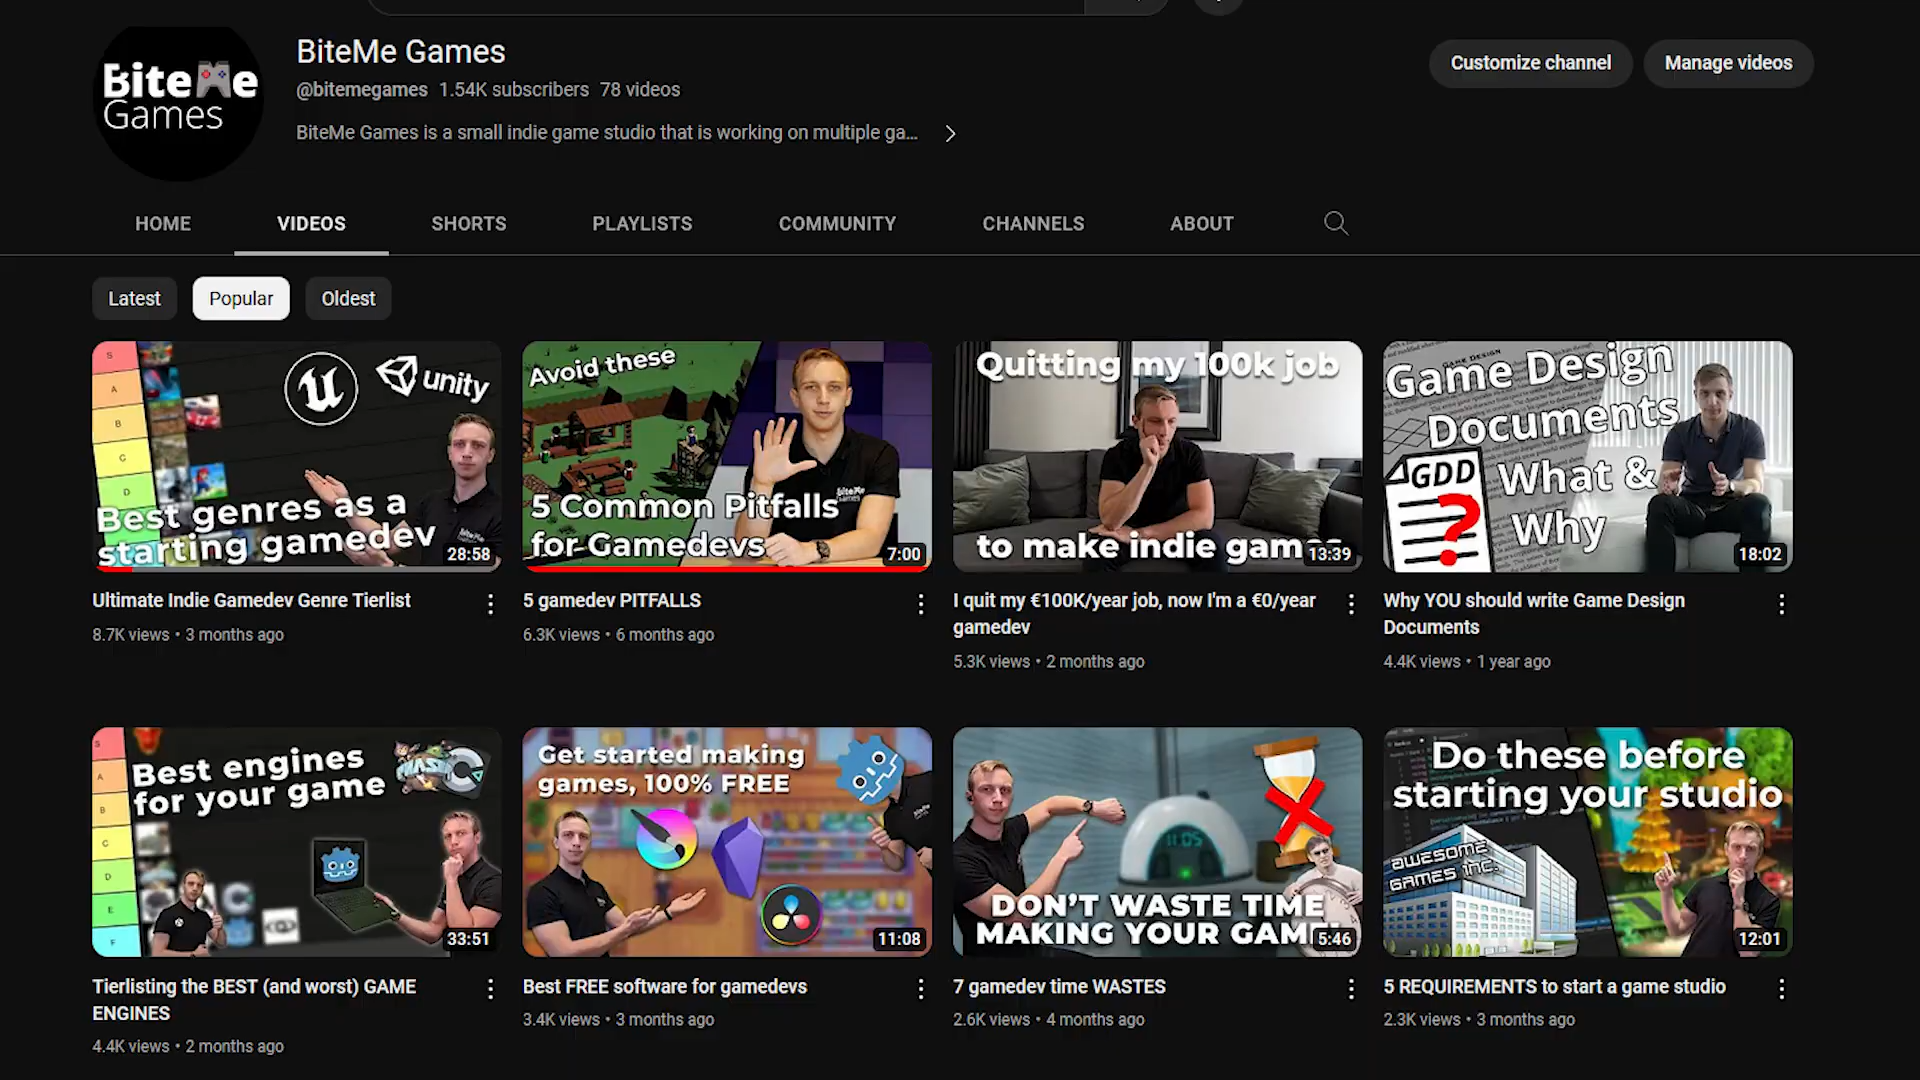 BiteMe
Games
BiteMe Games
@bitemegames 1.54K subscribers 78 videos
BiteMe Games is a small indie game studio that is working on multiple ga...
Customize channel
Manage videos
HOME
VIDEOS
SHORTS
PLAYLISTS
COMMUNITY
CHANNELS
ABOUT
Latest
Popular
Oldest
S
A
B
C
D
unity
Best genres as a
starting gamedev
28:58
Ultimate Indie Gamedev Genre Tierlist
8.7K views • 3 months ago
Avoid these
BiteMe
Games
5 Common Pitfalls
for Gamedevs
7:00
5 gamedev PITFALLS
6.3K views • 6 months ago
Quitting my 100k job
to make indie games
13:39
I quit my €100K/year job, now I'm a €0/year
gamedev
5.3K views • 2 months ago
GAME DESIGN
Game Design
Documents
What &
Why
GDD
?
18:02
Why YOU should write Game Design
Documents
4.4K views • 1 year ago
S
A
B
C
D
E
F
Best engines
for your game
33:51
Tierlisting the BEST (and worst) GAME
ENGINES
4.4K views • 2 months ago
Get started making
games, 100% FREE
11:08
Best FREE software for gamedevs
3.4K views • 3 months ago
11:05
DON'T WASTE TIME
MAKING YOUR GAME
5:46
7 gamedev time WASTES
2.6K views • 4 months ago
Do these before
starting your studio
AWESOME
GAMES INC.
12:01
5 REQUIREMENTS to start a game studio
2.3K views • 3 months ago